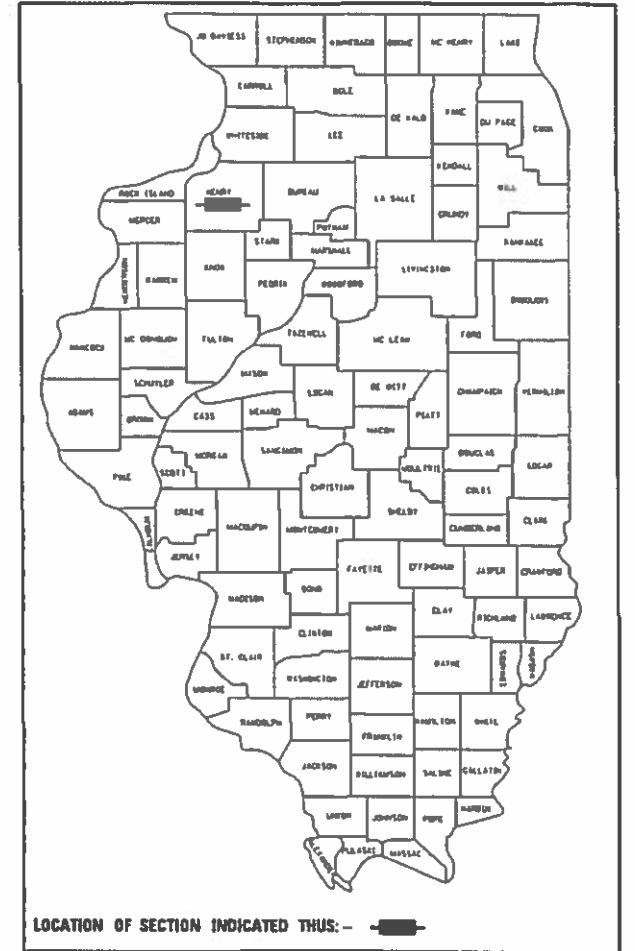 JO DAVIESS STEPHENSON WINNEBAGO BOONE MC HENRY LAKE
CARROLL OGLE DE KALB KANE DU PAGE COOK
WHITESIDE LEE
KENDALL WILL
ROCK ISLAND HENRY BUREAU LA SALLE GRUNDY
MERCER PUTNAM
STARK MARSHALL KANKAKEE
HENDERSON WARREN KNOX PEORIA WOODFORD LIVINGSTON IROQUOIS
HANCOCK MC DONOUGH FULTON TAZEWELL MC LEAN FORD
SCHUYLER MASON LOGAN DE WITT CHAMPAIGN VERMILION
ADAMS BROWN CASS MENARD MACON PIATT
PIKE SCOTT MORGAN SANGAMON MOULTRIE DOUGLAS EDGAR
CHRISTIAN COLES
CALHOUN GREENE MACOUPIN MONTGOMERY SHELBY CUMBERLAND CLARK
JERSEY FAYETTE EFFINGHAM JASPER CRAWFORD
MADISON BOND CLAY RICHLAND LAWRENCE
CLINTON MARION
ST. CLAIR WASHINGTON WAYNE EDWARDS WABASH
MONROE JEFFERSON
RANDOLPH PERRY HAMILTON WHITE
FRANKLIN
JACKSON WILLIAMSON SALINE GALLATIN
UNION JOHNSON POPE HARDIN
ALEXANDER PULASKI MASSAC
LOCATION OF SECTION INDICATED THUS:-